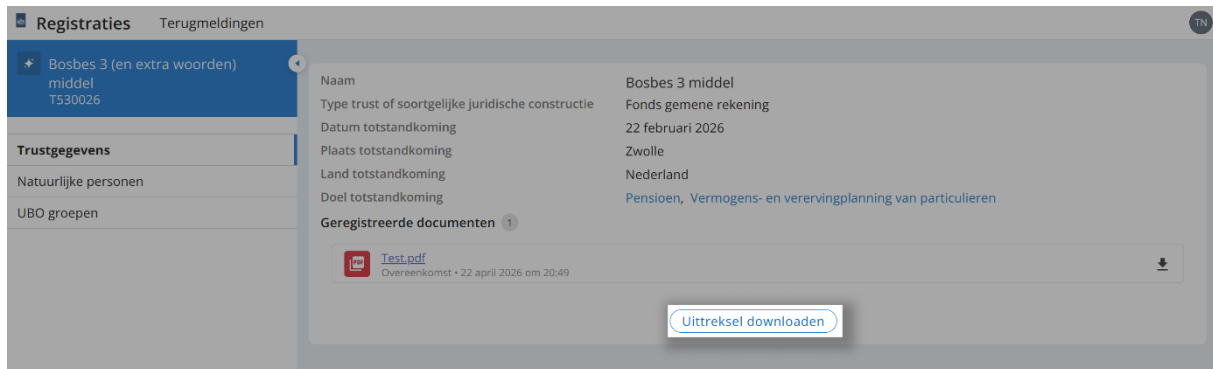 Registraties Terugmeldingen
TN
Bosbes 3 (en extra woorden)
middel
T530026
Trustgegevens
Natuurlijke personen
UBO groepen
Naam Bosbes 3 middel
Type trust of soortgelijke juridische constructie Fonds gemene rekening
Datum totstandkoming 22 februari 2026
Plaats totstandkoming Zwolle
Land totstandkoming Nederland
Doel totstandkoming Pensioen, Vermogens- en verervingplanning van particulieren
Geregistreerde documenten 1
PDF Test.pdf
Overeenkomst • 22 april 2026 om 20:49
Uittreksel downloaden